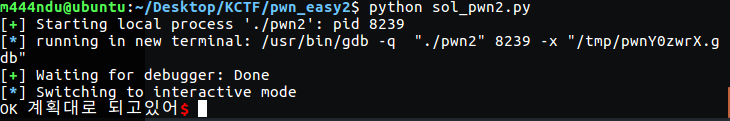 m444ndu@ubuntu:~/Desktop/KCTF/pwn_easy2$ python sol_pwn2.py
[+] Starting local process './pwn2': pid 8239
[*] running in new terminal: /usr/bin/gdb -q  "./pwn2" 8239 -x "/tmp/pwnY0zwrX.g
db"
[+] Waiting for debugger: Done
[*] Switching to interactive mode
OK 계획대로 되고있어$